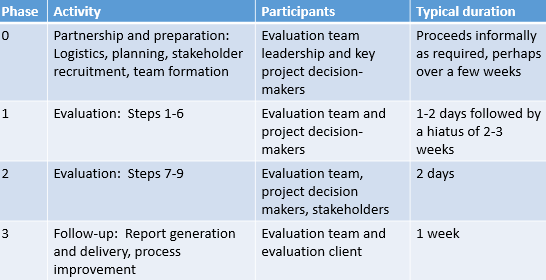 Phase Activity Participants Typical duration
0 Partnership and preparation: Evaluation team Proceeds informally
Logistics, planning, stakeholder leadership and key as required, perhaps
recruitment, team formation project decision- over a few weeks
makers
1 Evaluation: Steps 1-6 Evaluation team and 1-2 days followed by
project decision- a hiatus of 2-3
makers weeks
2 Evaluation: Steps 7-9 Evaluation team, 2 days
project decision
makers, stakeholders
3 Follow-up: Report generation Evaluation team and 1 week
and delivery, process evaluation client
improvement